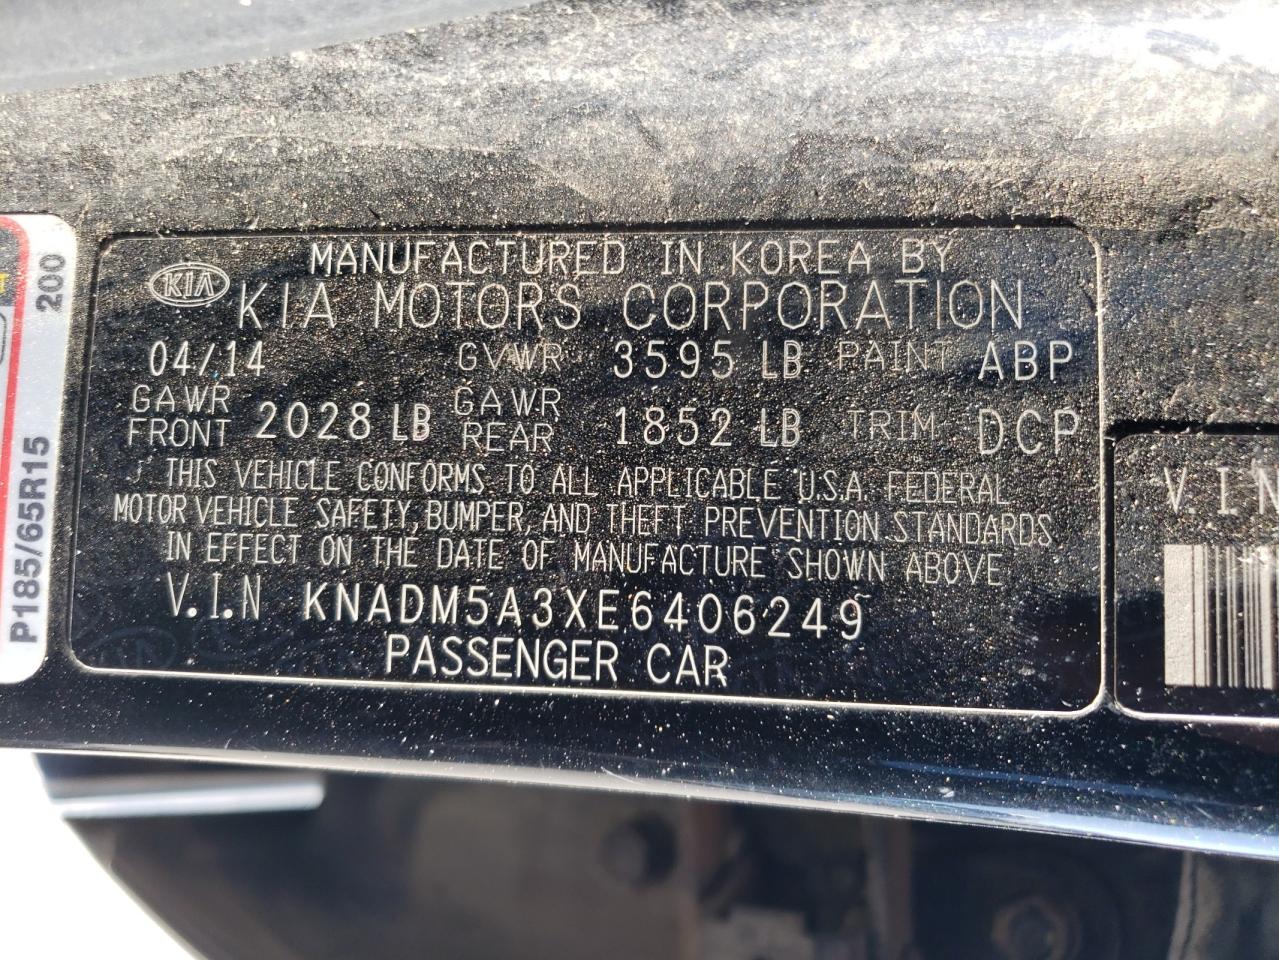 MANUFACTURED IN KOREA BY
KIA KIA MOTORS CORPORATION
04/14 GVWR 3595 LB PAINT ABP
GAWR FRONT 2028 LB GAWR REAR 1852 LB TRIM DCP
THIS VEHICLE CONFORMS TO ALL APPLICABLE U.S.A. FEDERAL
MOTOR VEHICLE SAFETY, BUMPER, AND THEFT PREVENTION STANDARDS
IN EFFECT ON THE DATE OF MANUFACTURE SHOWN ABOVE
V.I.N KNADM5A3XE6406249
PASSENGER CAR
P185/65R15 200
V.I.N